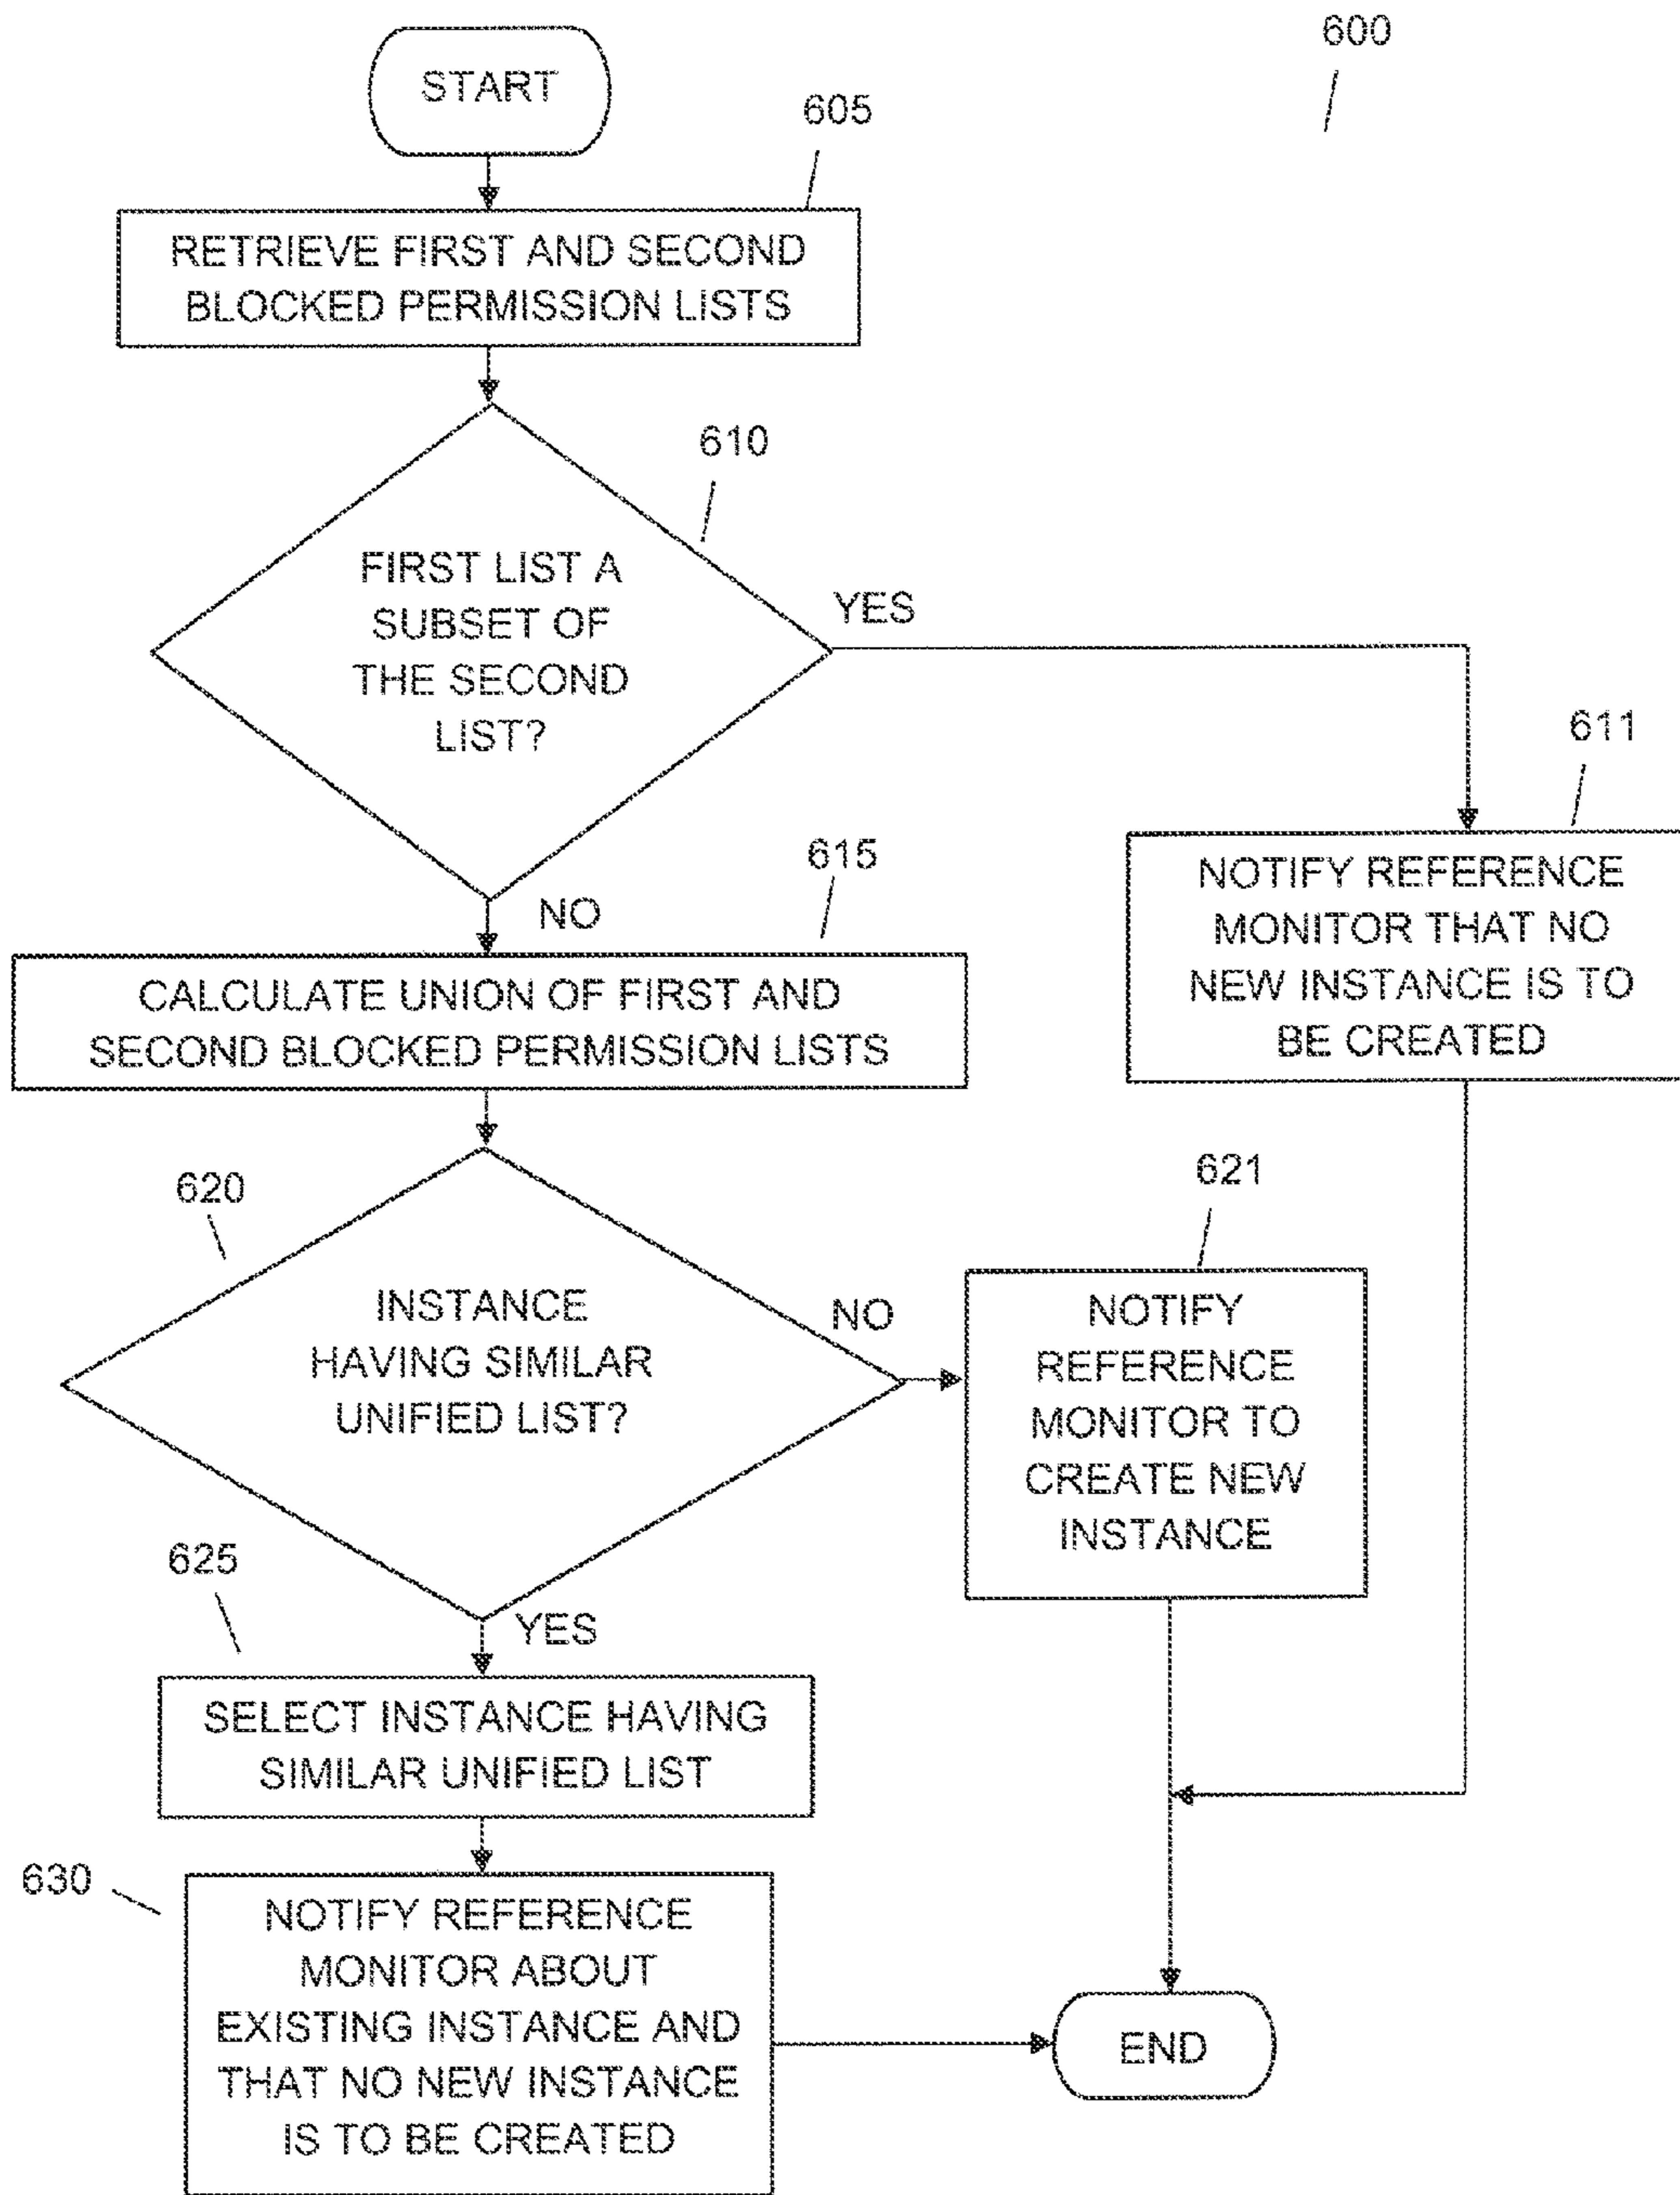 600
START
605
RETRIEVE FIRST AND SECOND
BLOCKED PERMISSION LISTS
610
FIRST LIST A
SUBSET OF
THE SECOND
LIST?
YES
NO
611
NOTIFY REFERENCE
MONITOR THAT NO
NEW INSTANCE IS TO
BE CREATED
615
CALCULATE UNION OF FIRST AND
SECOND BLOCKED PERMISSION LISTS
620
INSTANCE
HAVING SIMILAR
UNIFIED LIST?
NO
YES
621
NOTIFY
REFERENCE
MONITOR TO
CREATE NEW
INSTANCE
625
SELECT INSTANCE HAVING
SIMILAR UNIFIED LIST
630
NOTIFY REFERENCE
MONITOR ABOUT
EXISTING INSTANCE AND
THAT NO NEW INSTANCE
IS TO BE CREATED
END